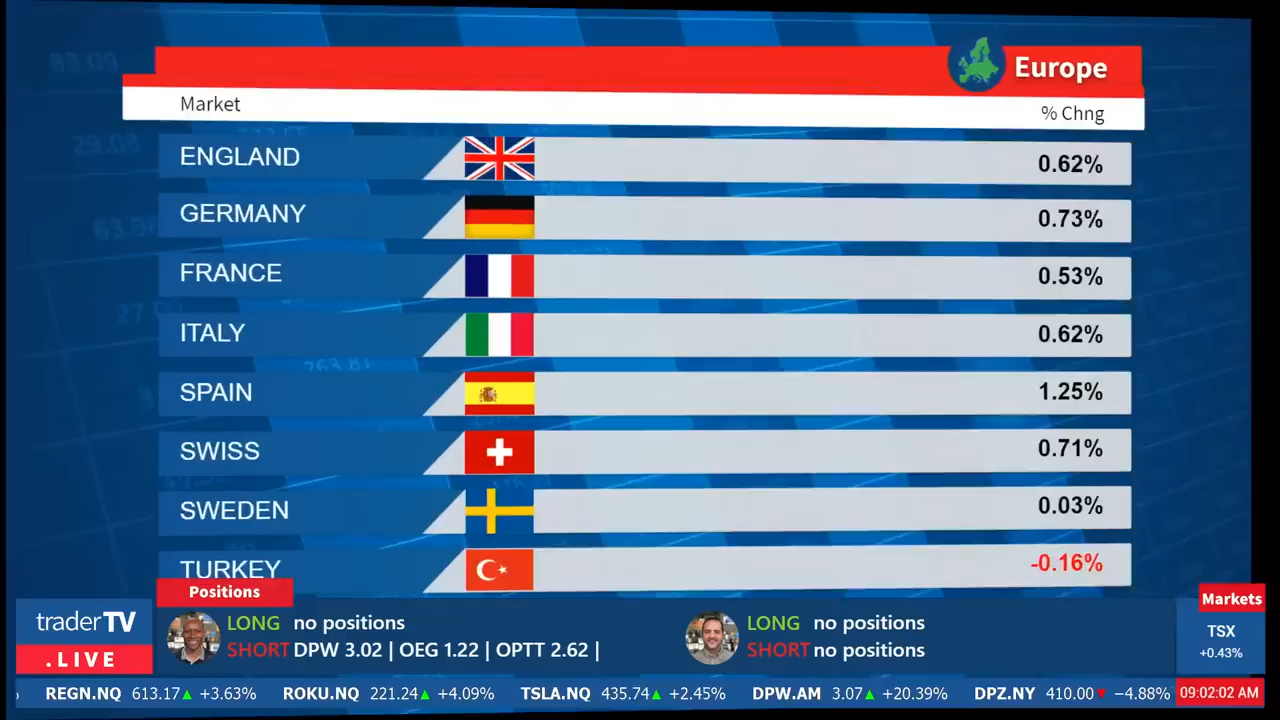 Europe
Market % Chng
ENGLAND 0.62%
GERMANY 0.73%
FRANCE 0.53%
ITALY 0.62%
SPAIN 1.25%
SWISS 0.71%
SWEDEN 0.03%
TURKEY -0.16%
Positions
Markets
traderTV
.LIVE
LONG no positions
SHORT DPW 3.02 | OEG 1.22 | OPTT 2.62 |
LONG no positions
SHORT no positions
TSX
+0.43%
REGN.NQ 613.17▲ +3.63% ROKU.NQ 221.24▲ +4.09% TSLA.NQ 435.74▲ +2.45% DPW.AM 3.07▲ +20.39% DPZ.NY 410.00▼ −4.88% 09:02:02 AM